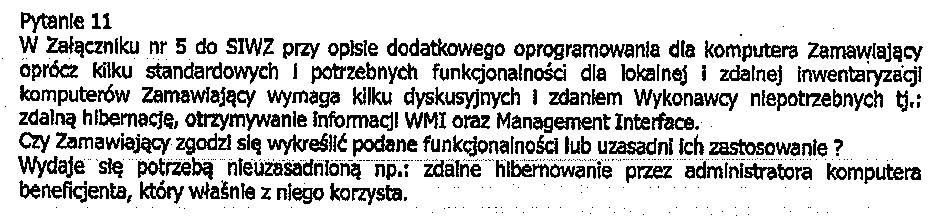 Pytanie 11
W Załączniku nr 5 do SIWZ przy opisie dodatkowego oprogramowania dla komputera Zamawiający
oprócz kilku standardowych i potrzebnych funkcjonalności dla lokalnej i zdalnej inwentaryzacji
komputerów Zamawiający wymaga kilku dyskusyjnych i zdaniem Wykonawcy niepotrzebnych tj.:
zdalną hibernację, otrzymywanie informacji WMI oraz Management Interface.
Czy Zamawiający zgodzi się wykreślić podane funkcjonalności lub uzasadni ich zastosowanie ?
Wydaje się potrzebą nieuzasadnioną np.: zdalne hibernowanie przez administratora komputera
beneficjenta, który właśnie z niego korzysta.